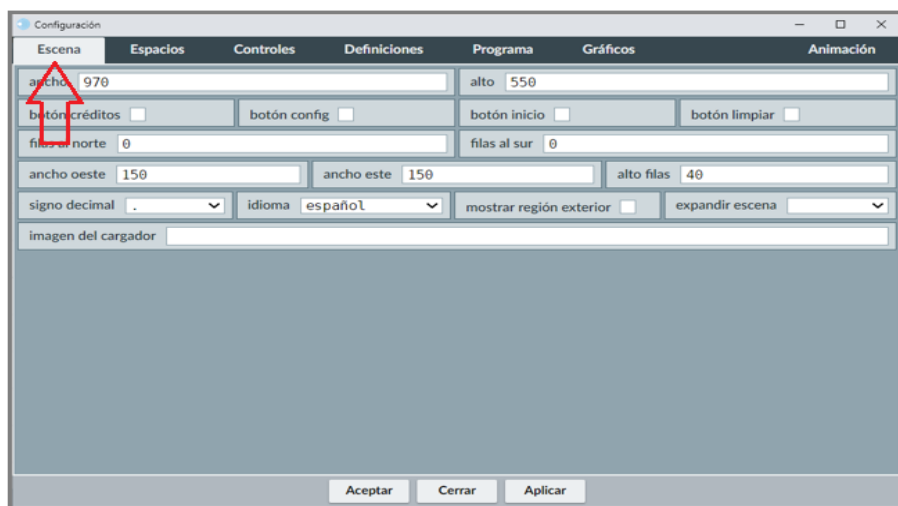 Configuración
Escena Espacios Controles Definiciones Programa Gráficos Animación
ancho 970 alto 550
botón créditos botón config botón inicio botón limpiar
filas al norte 0 filas al sur 0
ancho oeste 150 ancho este 150 alto filas 40
signo decimal . idioma español mostrar región exterior expandir escena
imagen del cargador
Aceptar Cerrar Aplicar